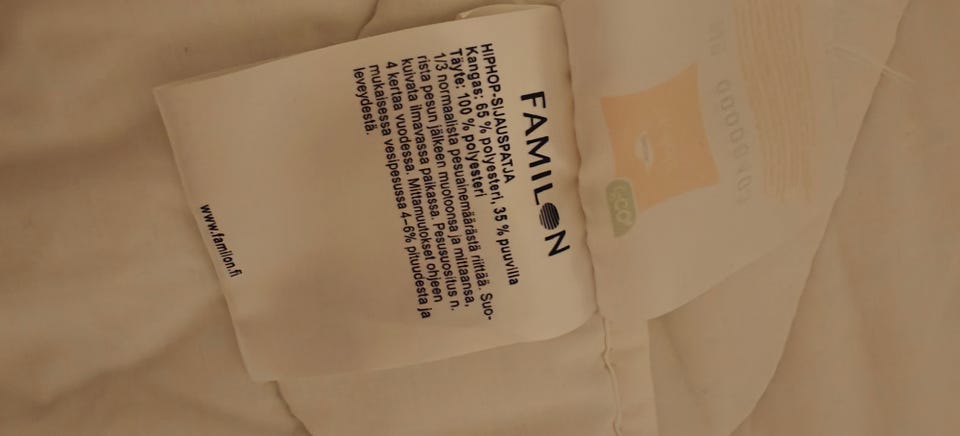 FAMILON
HIPHOP-SIJAUSPATJA
Kangas: 65 % polyesteri, 35 % puuvilla
Täyte: 100 % polyesteri
1/3 normaalista pesuainemäärästä riittää. Suo-
rista pesun jälkeen muotoonsa ja mittaansa,
kuivata ilmavassa paikassa. Pesusuositus n.
4 kertaa vuodessa. Mittamuutokset ohjeen
mukaisessa vesipesussa 4–6% pituudesta ja
leveydestä.
www.familon.fi
eco